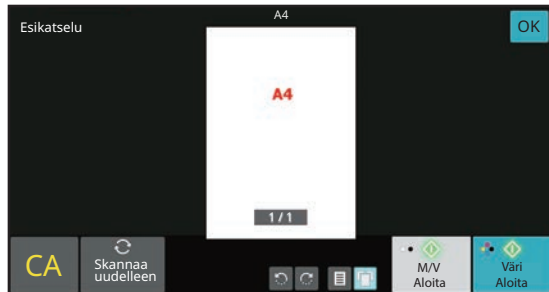 Esikatselu
A4
OK
A4
1/1
CA
Skannaa
uudelleen
M/V
Aloita
Väri
Aloita